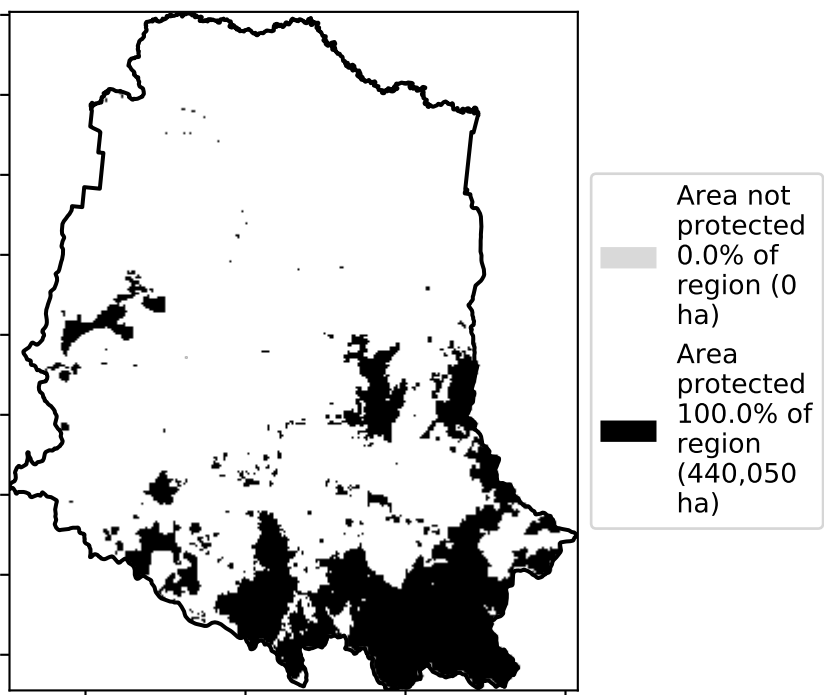 Area not
protected
0.0% of
region (0
ha)
Area
protected
100.0% of
region
(440,050
ha)